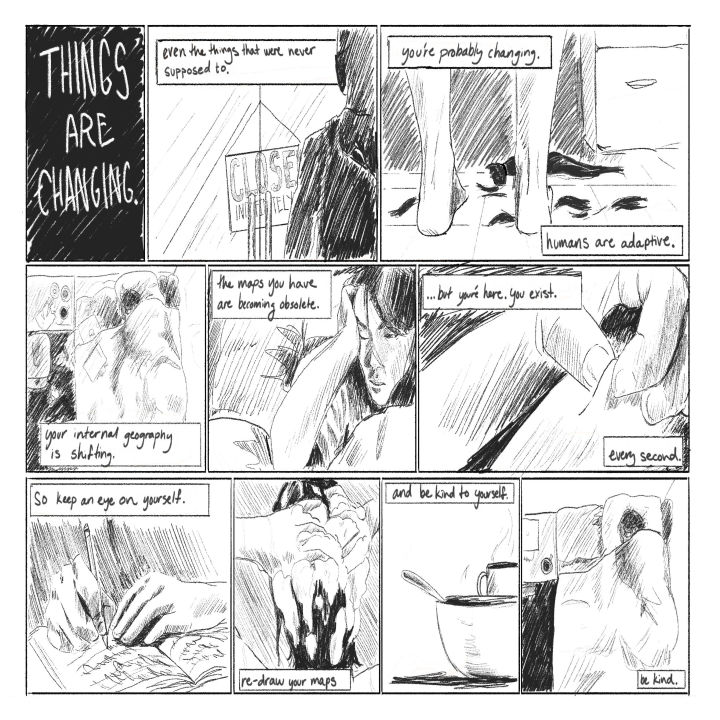 THINGS
ARE
CHANGING.
even the things that were never
supposed to.
CLOSED
you're probably changing.
humans are adaptive.
your internal geography
is shifting.
the maps you have
are becoming obsolete.
...but you're here. you exist.
every second.
So keep an eye on yourself.
re-draw your maps
and be kind to yourself.
be kind.